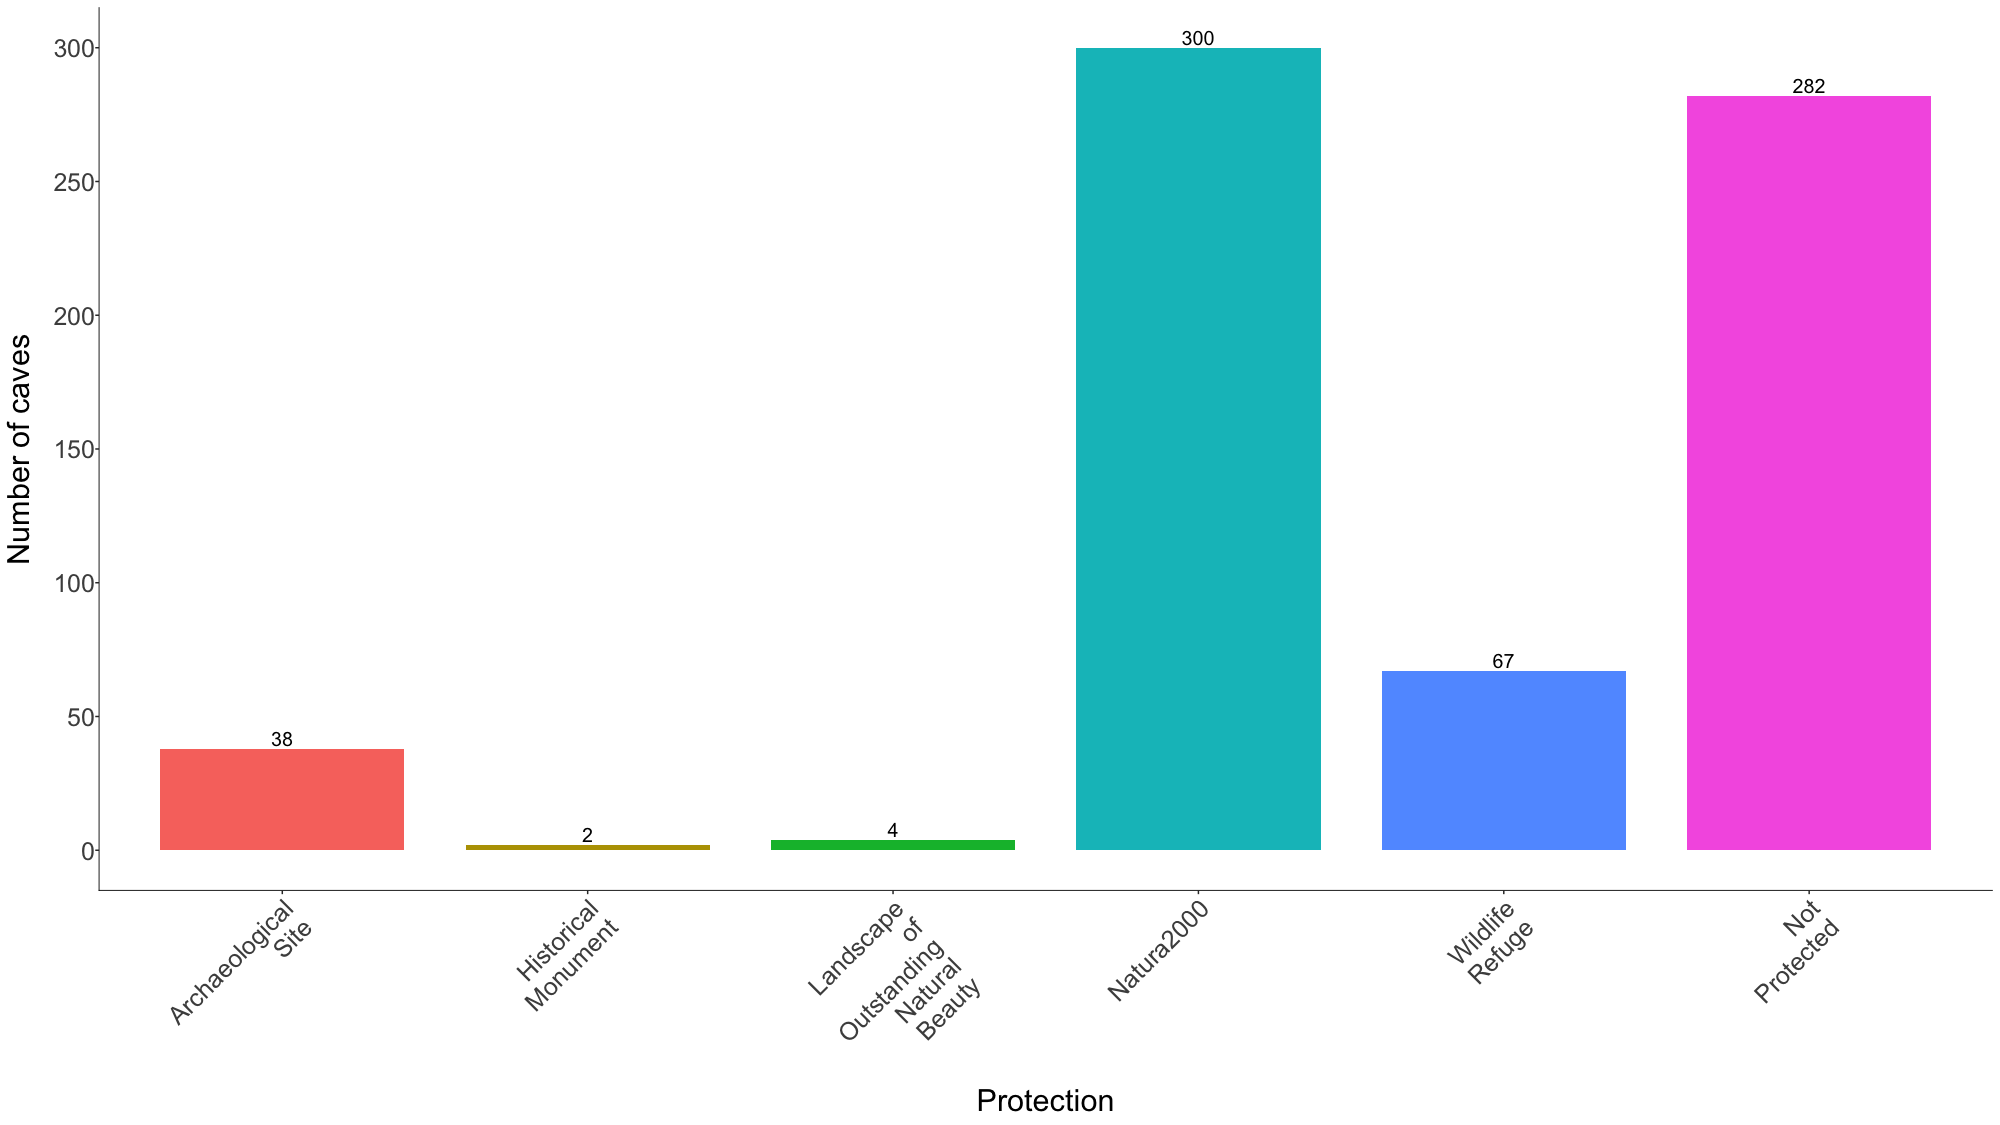 Number of caves
300
250
200
150
100
50
0
38
2
4
300
67
282
Archaeological
Site
Historical
Monument
Landscape
of
Outstanding
Natural
Beauty
Natura2000
Wildlife
Refuge
Not
Protected
Protection